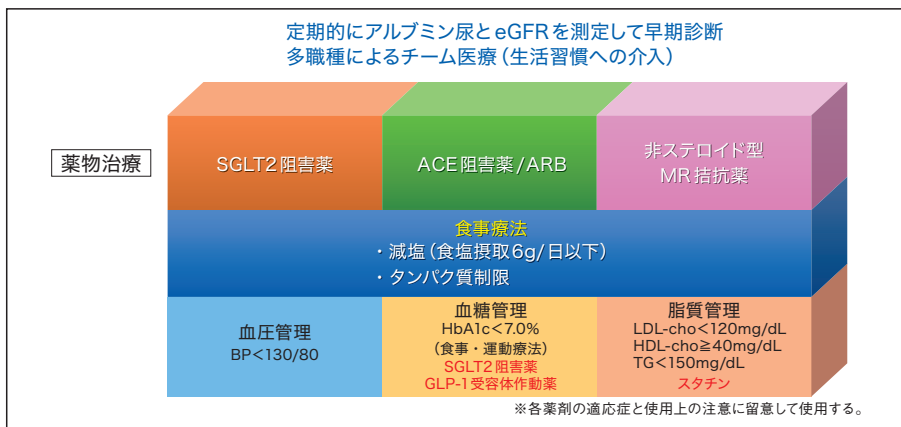 定期的にアルブミン尿とeGFRを測定して早期診断
多職種によるチーム医療(生活習慣への介入)
薬物治療
SGLT2阻害薬
ACE阻害薬/ARB
非ステロイド型
MR拮抗薬
食事療法
・減塩(食塩摂取6g/日以下)
・タンパク質制限
血圧管理
BP<130/80
血糖管理
HbA1c<7.0%
(食事・運動療法)
SGLT2阻害薬
GLP-1受容体作動薬
脂質管理
LDL-cho<120mg/dL
HDL-cho≧40mg/dL
TG<150mg/dL
スタチン
※各薬剤の適応症と使用上の注意に留意して使用する。